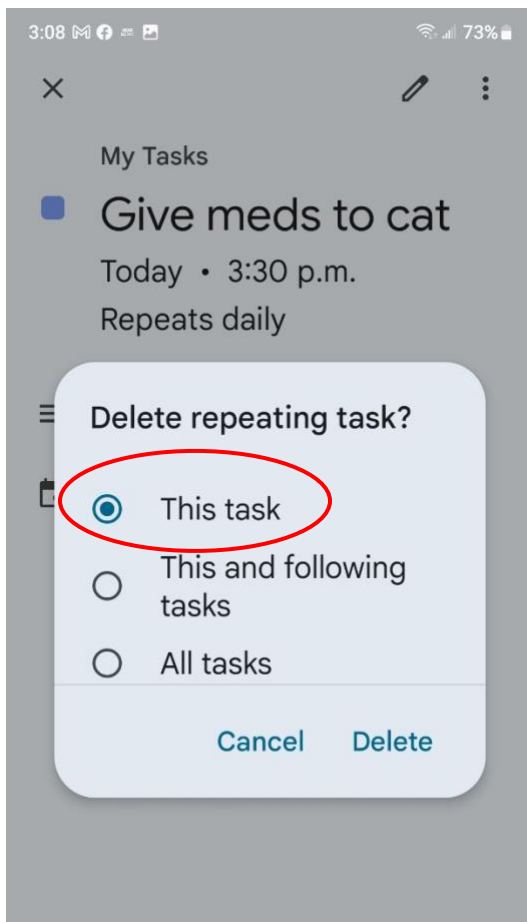 3:08 73%
My Tasks
Give meds to cat
Today • 3:30 p.m.
Repeats daily
Delete repeating task?
This task
This and following
tasks
All tasks
Cancel Delete